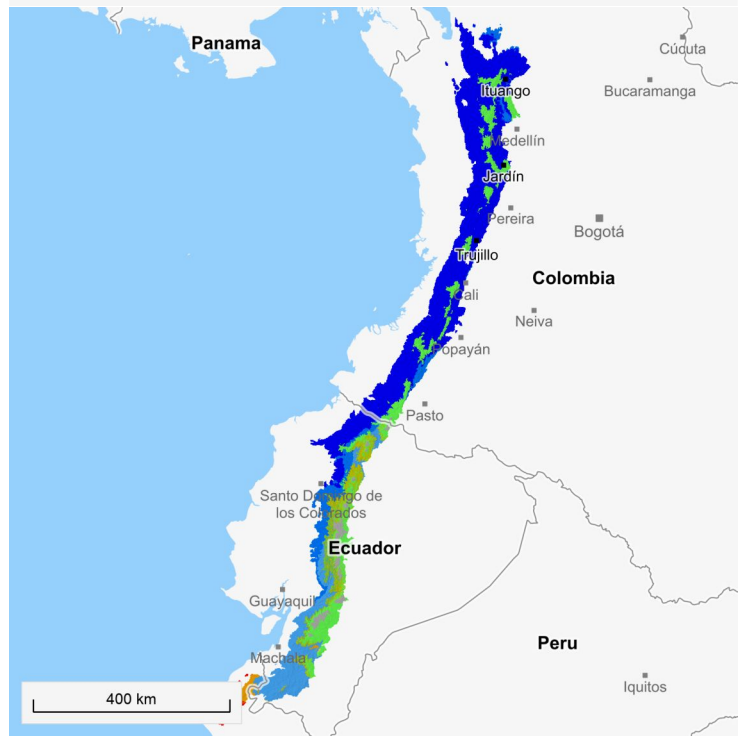 Panama
Cúcuta
Ituango
Bucaramanga
Medellín
Jardín
Pereira
Bogotá
Trujillo
Colombia
Cali
Neiva
Popayán
Pasto
Santo Domingo de
los Colorados
Ecuador
Guayaquil
Peru
Machala
Iquitos
400 km